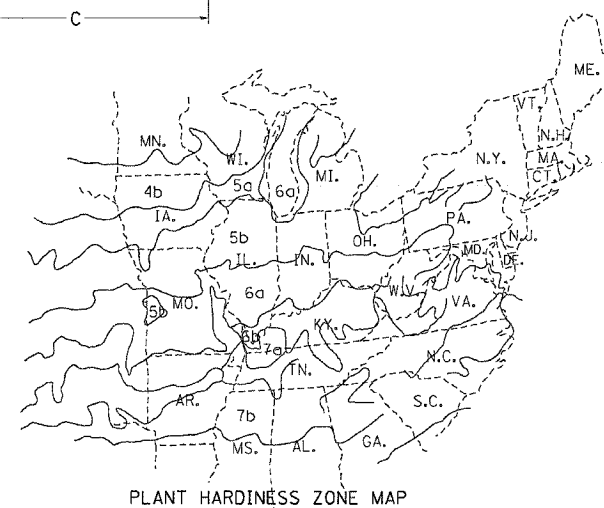 C
ME.
VT.
MN.
N.H.
WI.
N.Y.
MA.
MI.
CT.
4b
5a
6a
IA.
PA.
5b
OH.
N.J.
IL.
IN.
MD.
DE.
6a
W.V.
MO.
VA.
5b
KY.
6b
7a
N.C.
TN.
AR.
S.C.
7b
MS.
AL.
GA.
PLANT HARDINESS ZONE MAP